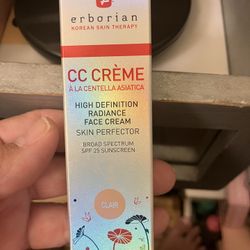 erborian
KOREAN SKIN THERAPY
CC CRÈME
À LA CENTELLA ASIATICA
HIGH DEFINITION
RADIANCE
FACE CREAM
SKIN PERFECTOR
BROAD SPECTRUM
SPF 25 SUNSCREEN
CLAIR